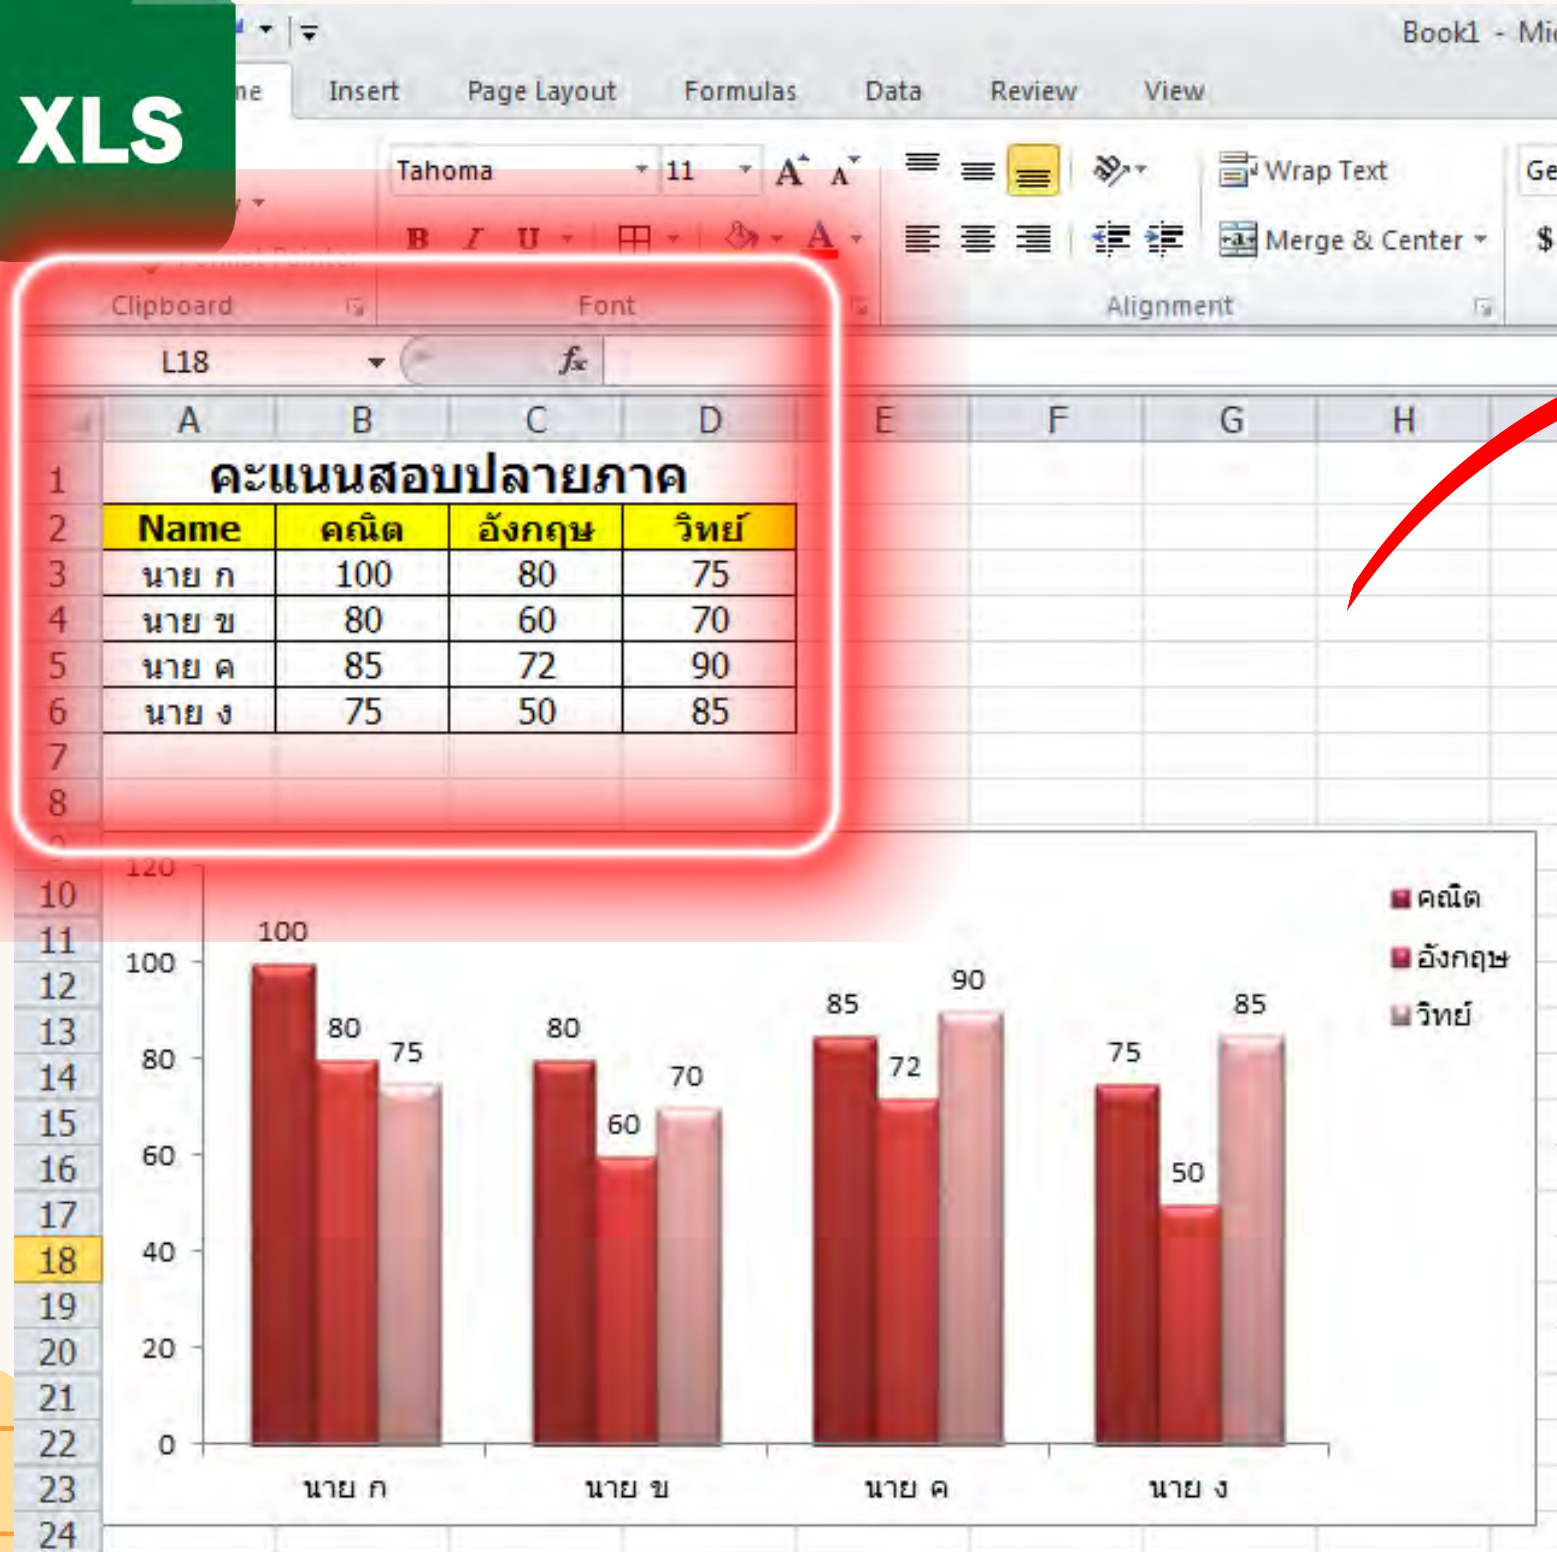 XLS
Book1 - Mic
me Insert Page Layout Formulas Data Review View
Tahoma 11 A A Wrap Text Ge
B I U A Merge & Center $
Format Painter
Clipboard Font Alignment
L18 fx
A B C D E F G H
1 คะแนนสอบปลายภาค
2 Name คณิต อังกฤษ วิทย์
3 นาย ก 100 80 75
4 นาย ข 80 60 70
5 นาย ค 85 72 90
6 นาย ง 75 50 85
7
8
9
10
11
12
13
14
15
16
17
18
19
20
21
22
23
24
120
100
80
60
40
20
0
100 80 75
80 60 70
85 72 90
75 50 85
นาย ก นาย ข นาย ค นาย ง
คณิต
อังกฤษ
วิทย์